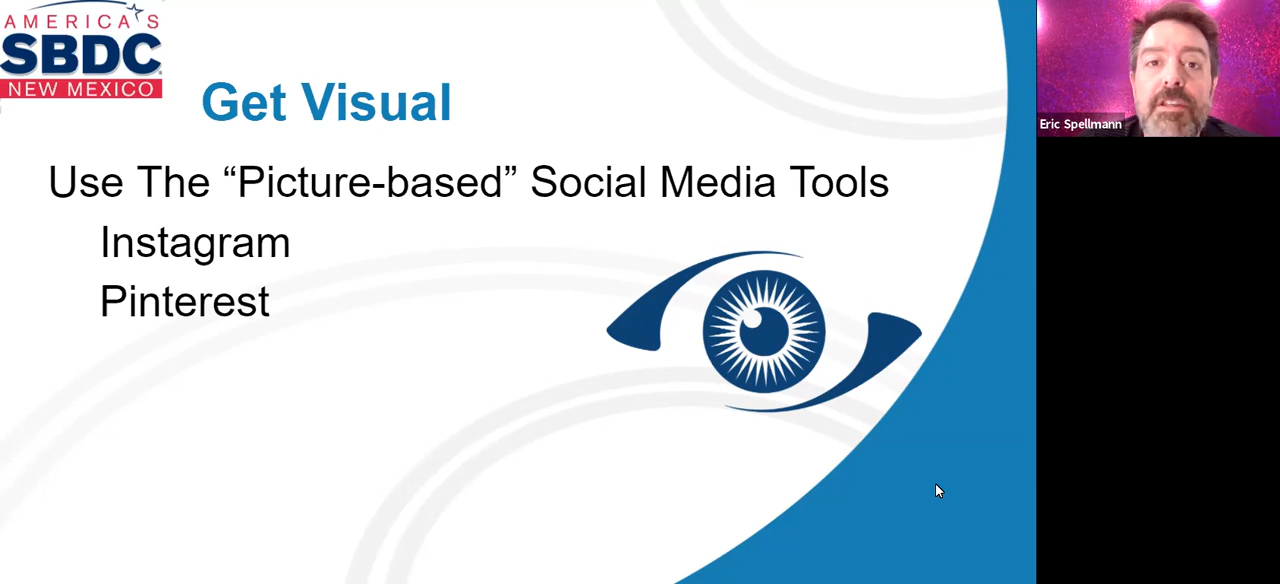 AMERICA'S
SBDC
NEW MEXICO
Get Visual
Use The “Picture-based” Social Media Tools
Instagram
Pinterest
Eric Spellmann